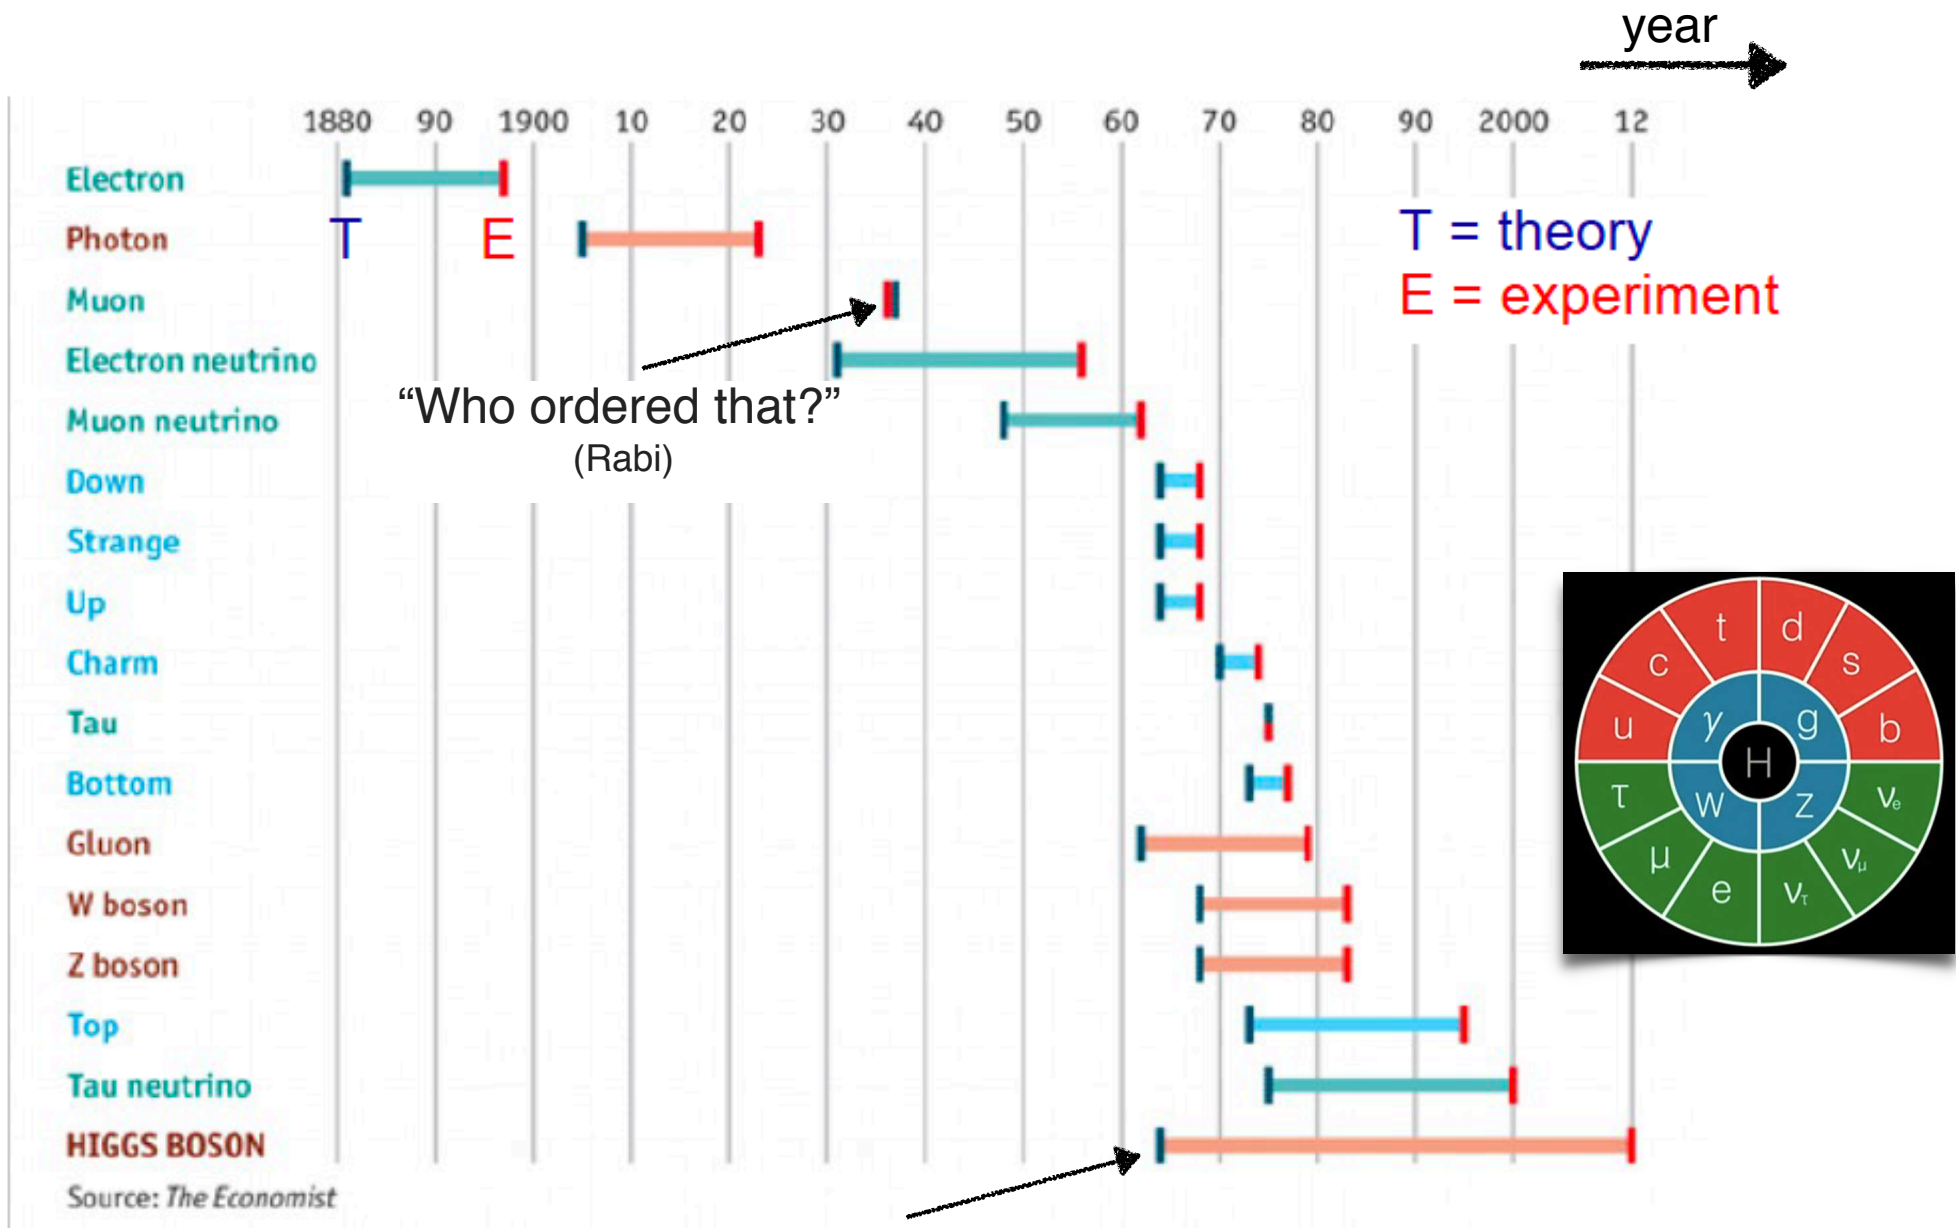 year
1880 90 1900 10 20 30 40 50 60 70 80 90 2000 12
Electron
T E
T = theory
Photon
E = experiment
Muon
Electron neutrino
“Who ordered that?”
(Rabi)
Muon neutrino
Down
Strange
Up
Charm
Tau
Bottom
Gluon
W boson
Z boson
Top
Tau neutrino
HIGGS BOSON
Source: The Economist
t d
c s
u γ g b
H
τ W Z νe
μ νμ
e ντ